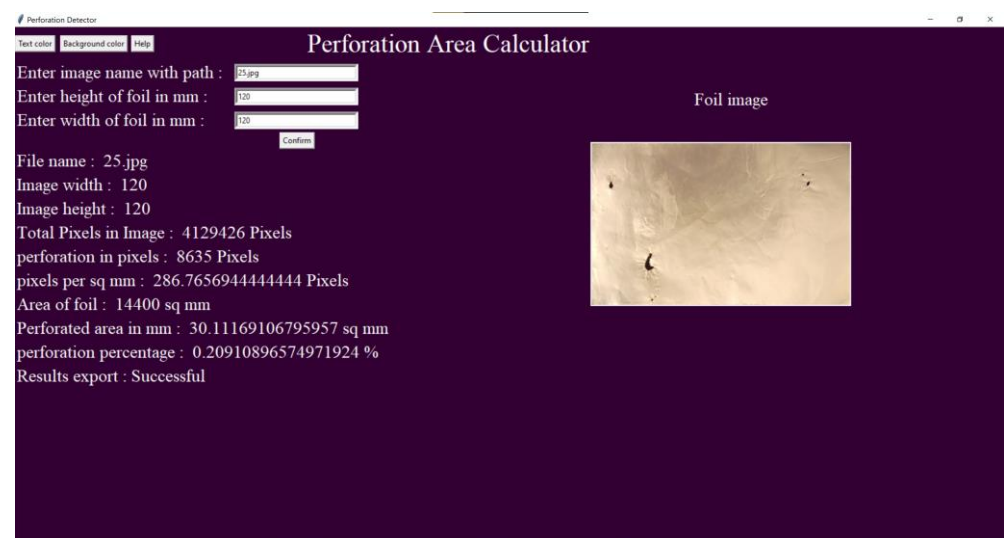 Perforation Detector
Text color Background color Help
Perforation Area Calculator
Enter image name with path : 25.jpg
Enter height of foil in mm : 120
Enter width of foil in mm : 120
Confirm
File name : 25.jpg
Image width : 120
Image height : 120
Total Pixels in Image : 4129426 Pixels
perforation in pixels : 8635 Pixels
pixels per sq mm : 286.7656944444444 Pixels
Area of foil : 14400 sq mm
Perforated area in mm : 30.11169106795957 sq mm
perforation percentage : 0.20910896574971924 %
Results export : Successful
Foil image